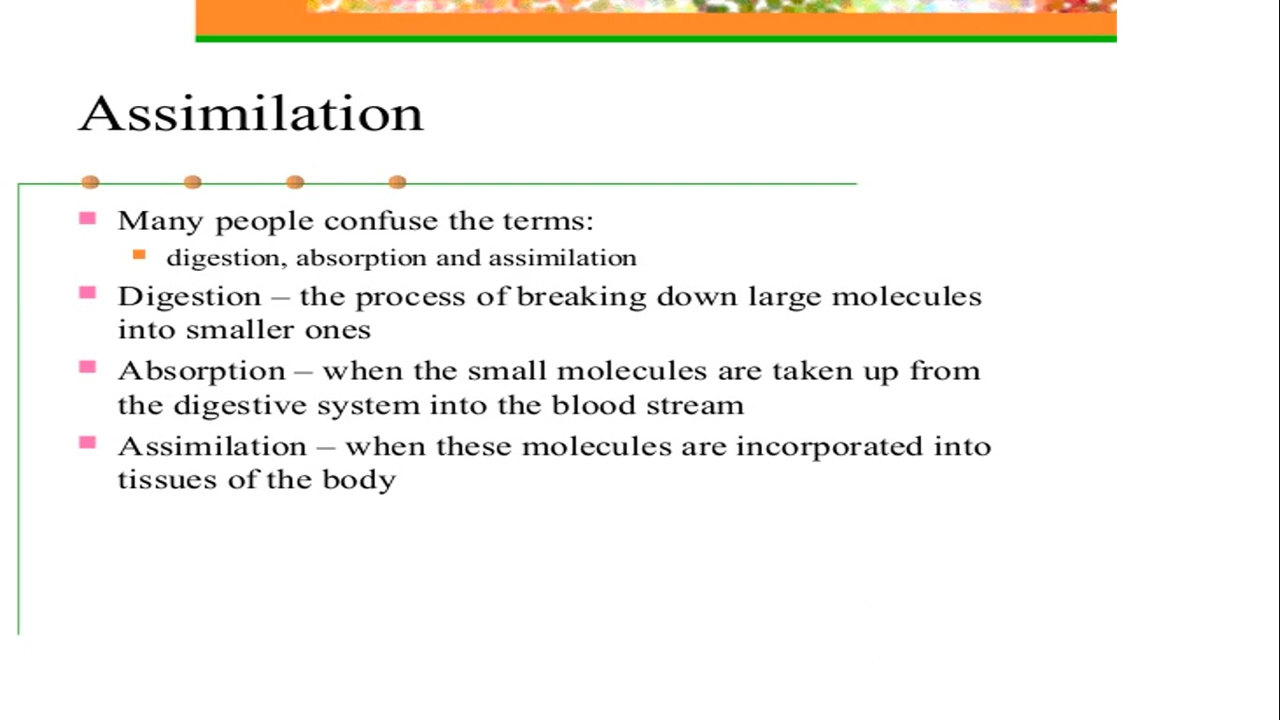 Assimilation
Many people confuse the terms:
digestion, absorption and assimilation
Digestion – the process of breaking down large molecules
into smaller ones
Absorption – when the small molecules are taken up from
the digestive system into the blood stream
Assimilation – when these molecules are incorporated into
tissues of the body